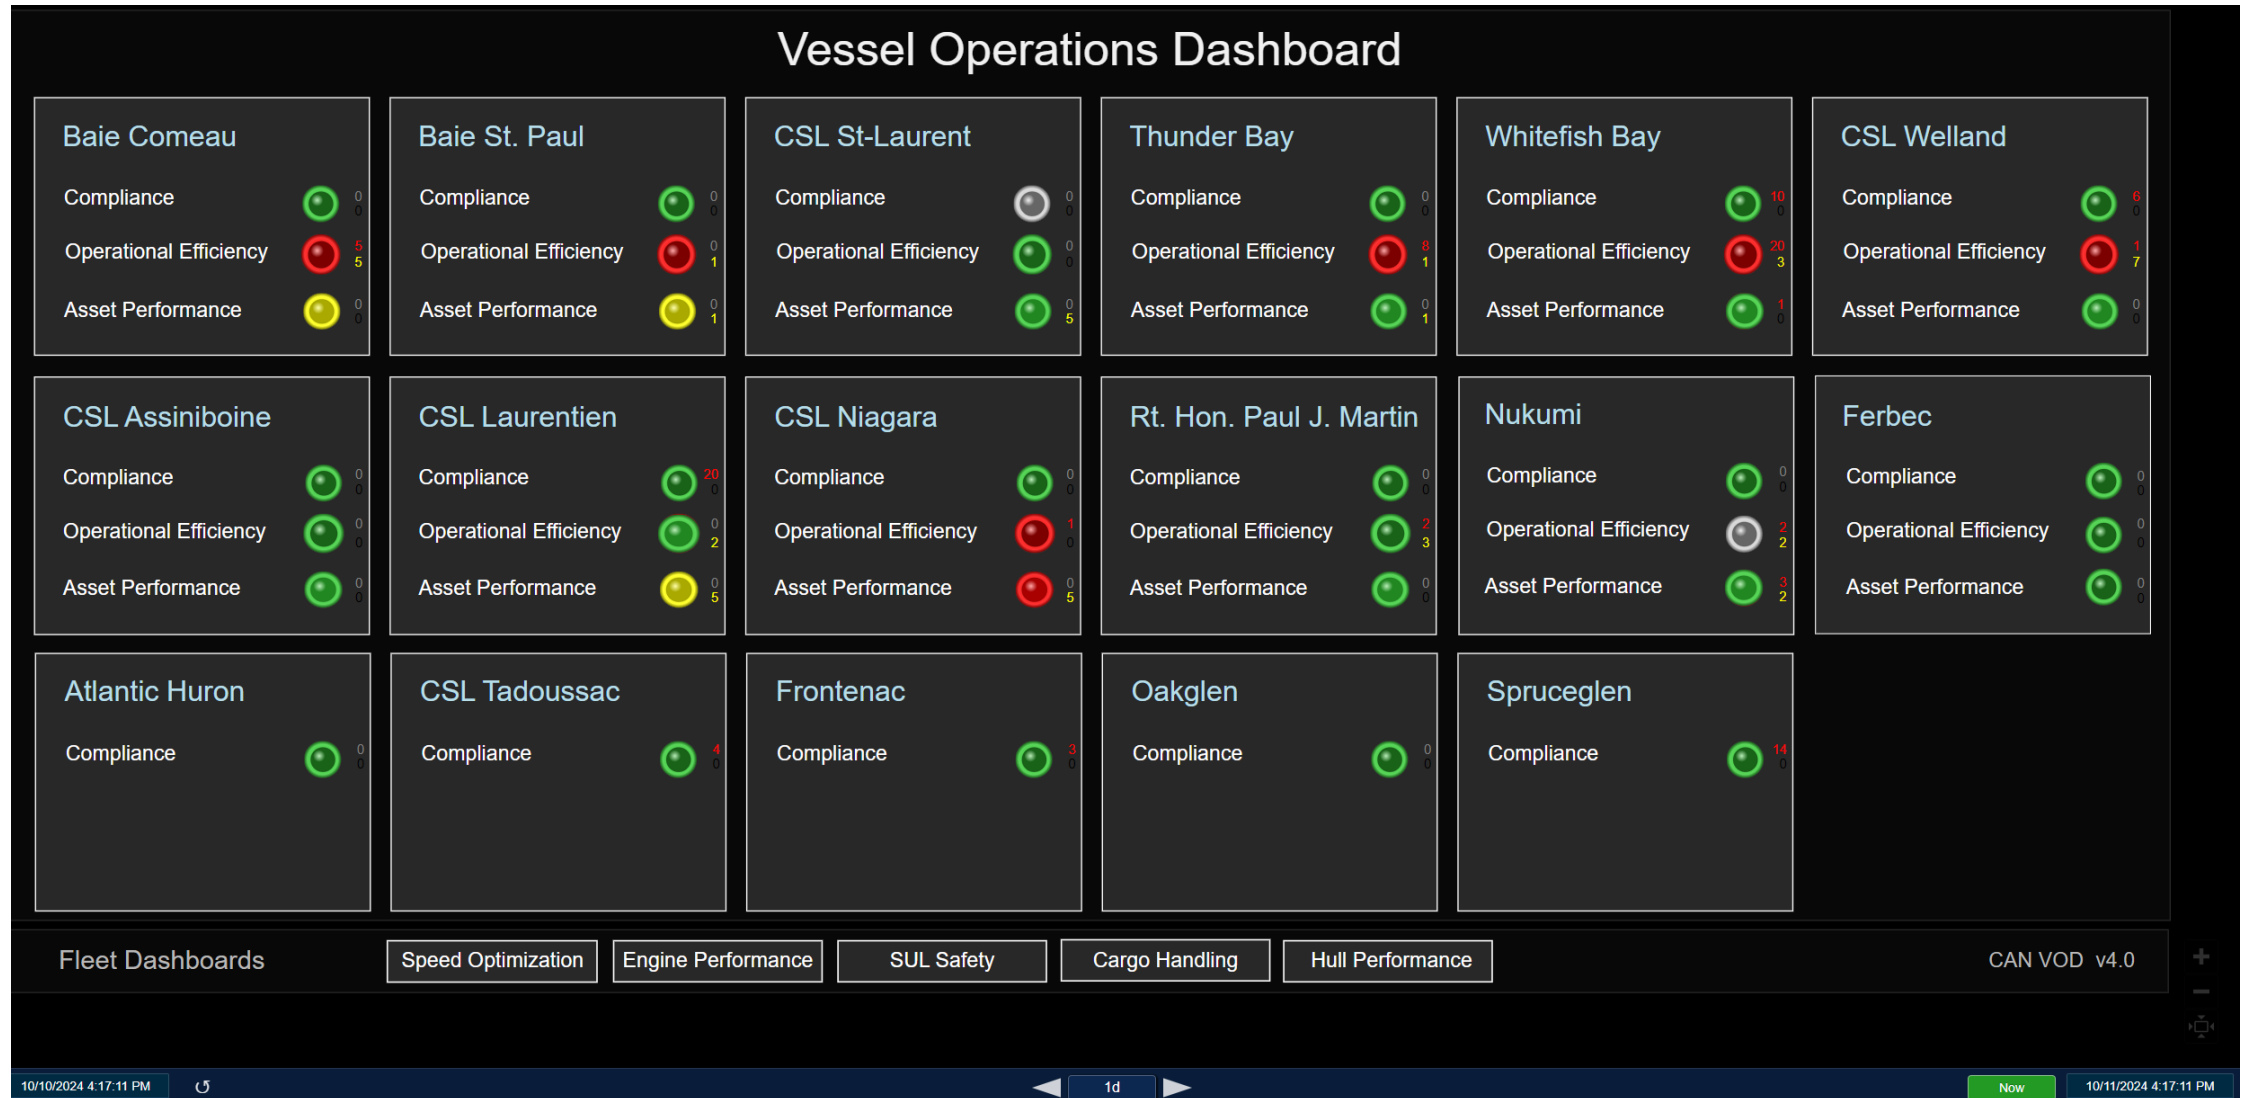 Vessel Operations Dashboard
Baie Comeau
Compliance 0
0
Operational Efficiency 5
5
Asset Performance 0
0
Baie St. Paul
Compliance 0
0
Operational Efficiency 0
1
Asset Performance 0
1
CSL St-Laurent
Compliance 0
0
Operational Efficiency 0
0
Asset Performance 0
5
Thunder Bay
Compliance 0
0
Operational Efficiency 8
1
Asset Performance 0
1
Whitefish Bay
Compliance 10
0
Operational Efficiency 20
3
Asset Performance 1
0
CSL Welland
Compliance 6
0
Operational Efficiency 1
7
Asset Performance 0
0
CSL Assiniboine
Compliance 0
0
Operational Efficiency 0
0
Asset Performance 0
0
CSL Laurentien
Compliance 20
0
Operational Efficiency 0
2
Asset Performance 0
5
CSL Niagara
Compliance 0
0
Operational Efficiency 1
0
Asset Performance 0
5
Rt. Hon. Paul J. Martin
Compliance 0
0
Operational Efficiency 2
3
Asset Performance 0
0
Nukumi
Compliance 0
0
Operational Efficiency 2
2
Asset Performance 3
2
Ferbec
Compliance 0
0
Operational Efficiency 0
0
Asset Performance 0
0
Atlantic Huron
Compliance 0
0
CSL Tadoussac
Compliance 4
0
Frontenac
Compliance 3
0
Oakglen
Compliance 0
0
Spruceglen
Compliance 14
0
Fleet Dashboards Speed Optimization Engine Performance SUL Safety Cargo Handling Hull Performance CAN VOD v4.0
10/10/2024 4:17:11 PM 1d Now 10/11/2024 4:17:11 PM